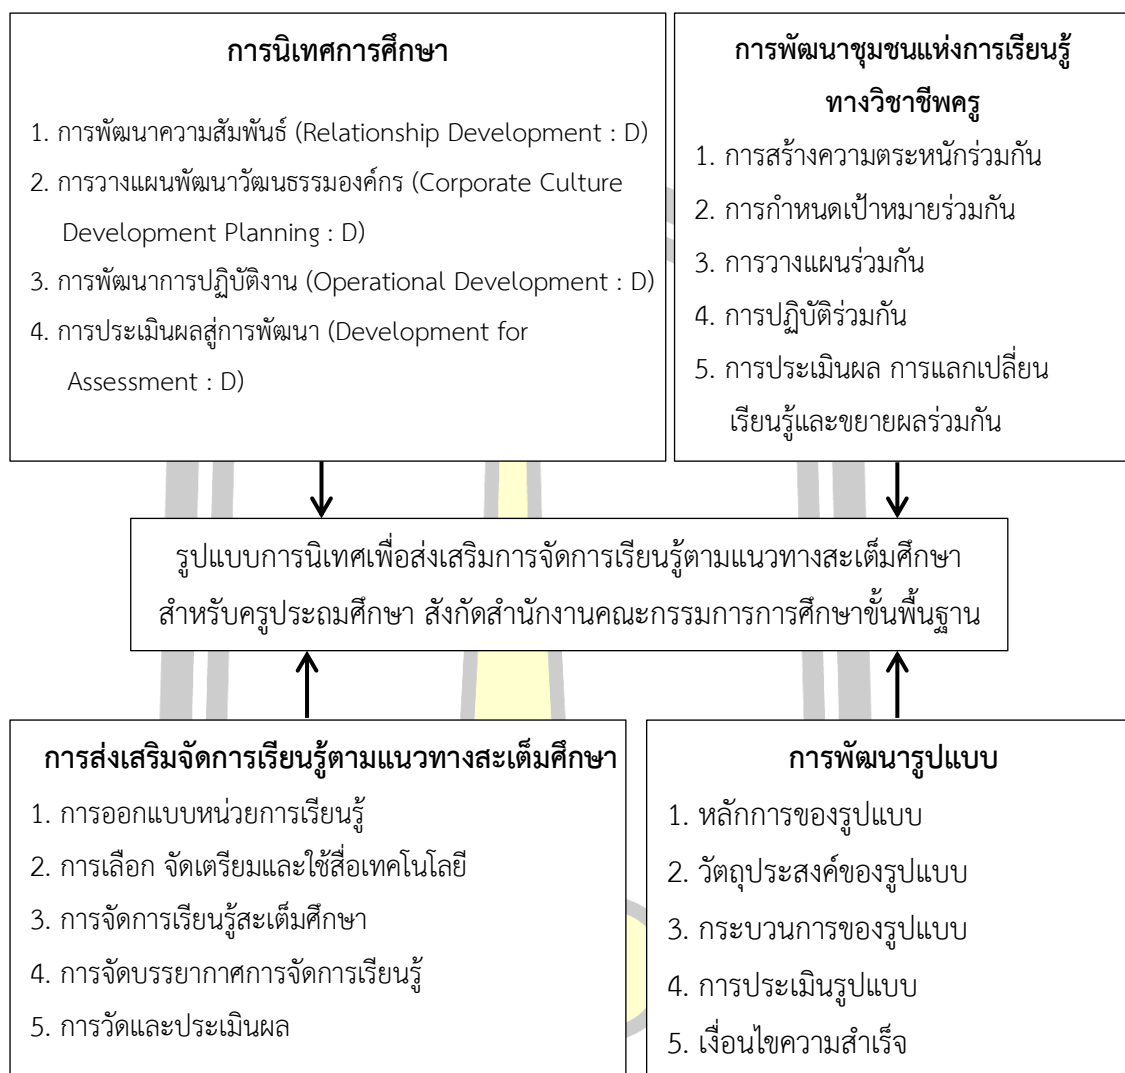 การนิเทศการศึกษา
1. การพัฒนาความสัมพันธ์ (Relationship Development : D)
2. การวางแผนพัฒนาวัฒนธรรมองค์กร (Corporate Culture
Development Planning : D)
3. การพัฒนาการปฏิบัติงาน (Operational Development : D)
4. การประเมินผลสู่การพัฒนา (Development for
Assessment : D)
การพัฒนาชุมชนแห่งการเรียนรู้
ทางวิชาชีพครู
1. การสร้างความตระหนักร่วมกัน
2. การกำหนดเป้าหมายร่วมกัน
3. การวางแผนร่วมกัน
4. การปฏิบัติร่วมกัน
5. การประเมินผล การแลกเปลี่ยน
เรียนรู้และขยายผลร่วมกัน
รูปแบบการนิเทศเพื่อส่งเสริมการจัดการเรียนรู้ตามแนวทางสะเต็มศึกษา
สำหรับครูประถมศึกษา สังกัดสำนักงานคณะกรรมการการศึกษาขั้นพื้นฐาน
การส่งเสริมจัดการเรียนรู้ตามแนวทางสะเต็มศึกษา
1. การออกแบบหน่วยการเรียนรู้
2. การเลือก จัดเตรียมและใช้สื่อเทคโนโลยี
3. การจัดการเรียนรู้สะเต็มศึกษา
4. การจัดบรรยากาศการจัดการเรียนรู้
5. การวัดและประเมินผล
การพัฒนารูปแบบ
1. หลักการของรูปแบบ
2. วัตถุประสงค์ของรูปแบบ
3. กระบวนการของรูปแบบ
4. การประเมินรูปแบบ
5. เงื่อนไขความสำเร็จ